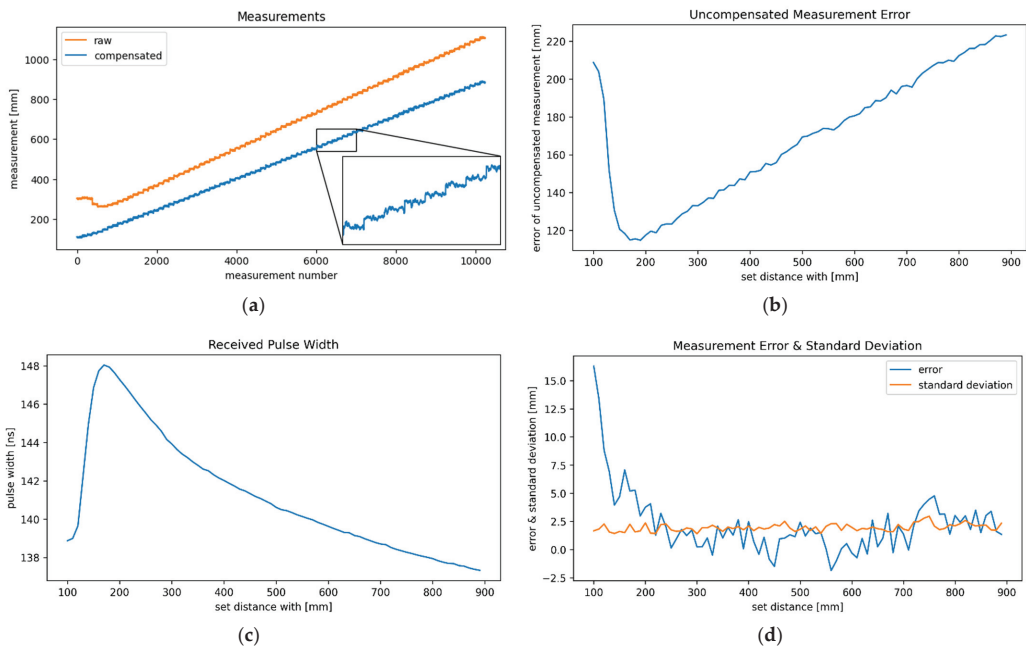 Measurements
raw
compensated
1000
800
600
400
200
measurement [mm]
0
2000
4000
6000
8000
10000
measurement number
(a)
Uncompensated Measurement Error
220
200
180
160
140
120
error of uncompensated measurement [mm]
100
200
300
400
500
600
700
800
900
set distance with [mm]
(b)
Received Pulse Width
148
146
144
142
140
138
pulse width [ns]
100
200
300
400
500
600
700
800
900
set distance with [mm]
(c)
Measurement Error & Standard Deviation
error
standard deviation
15.0
12.5
10.0
7.5
5.0
2.5
0.0
−2.5
error & standard deviation [mm]
100
200
300
400
500
600
700
800
900
set distance [mm]
(d)